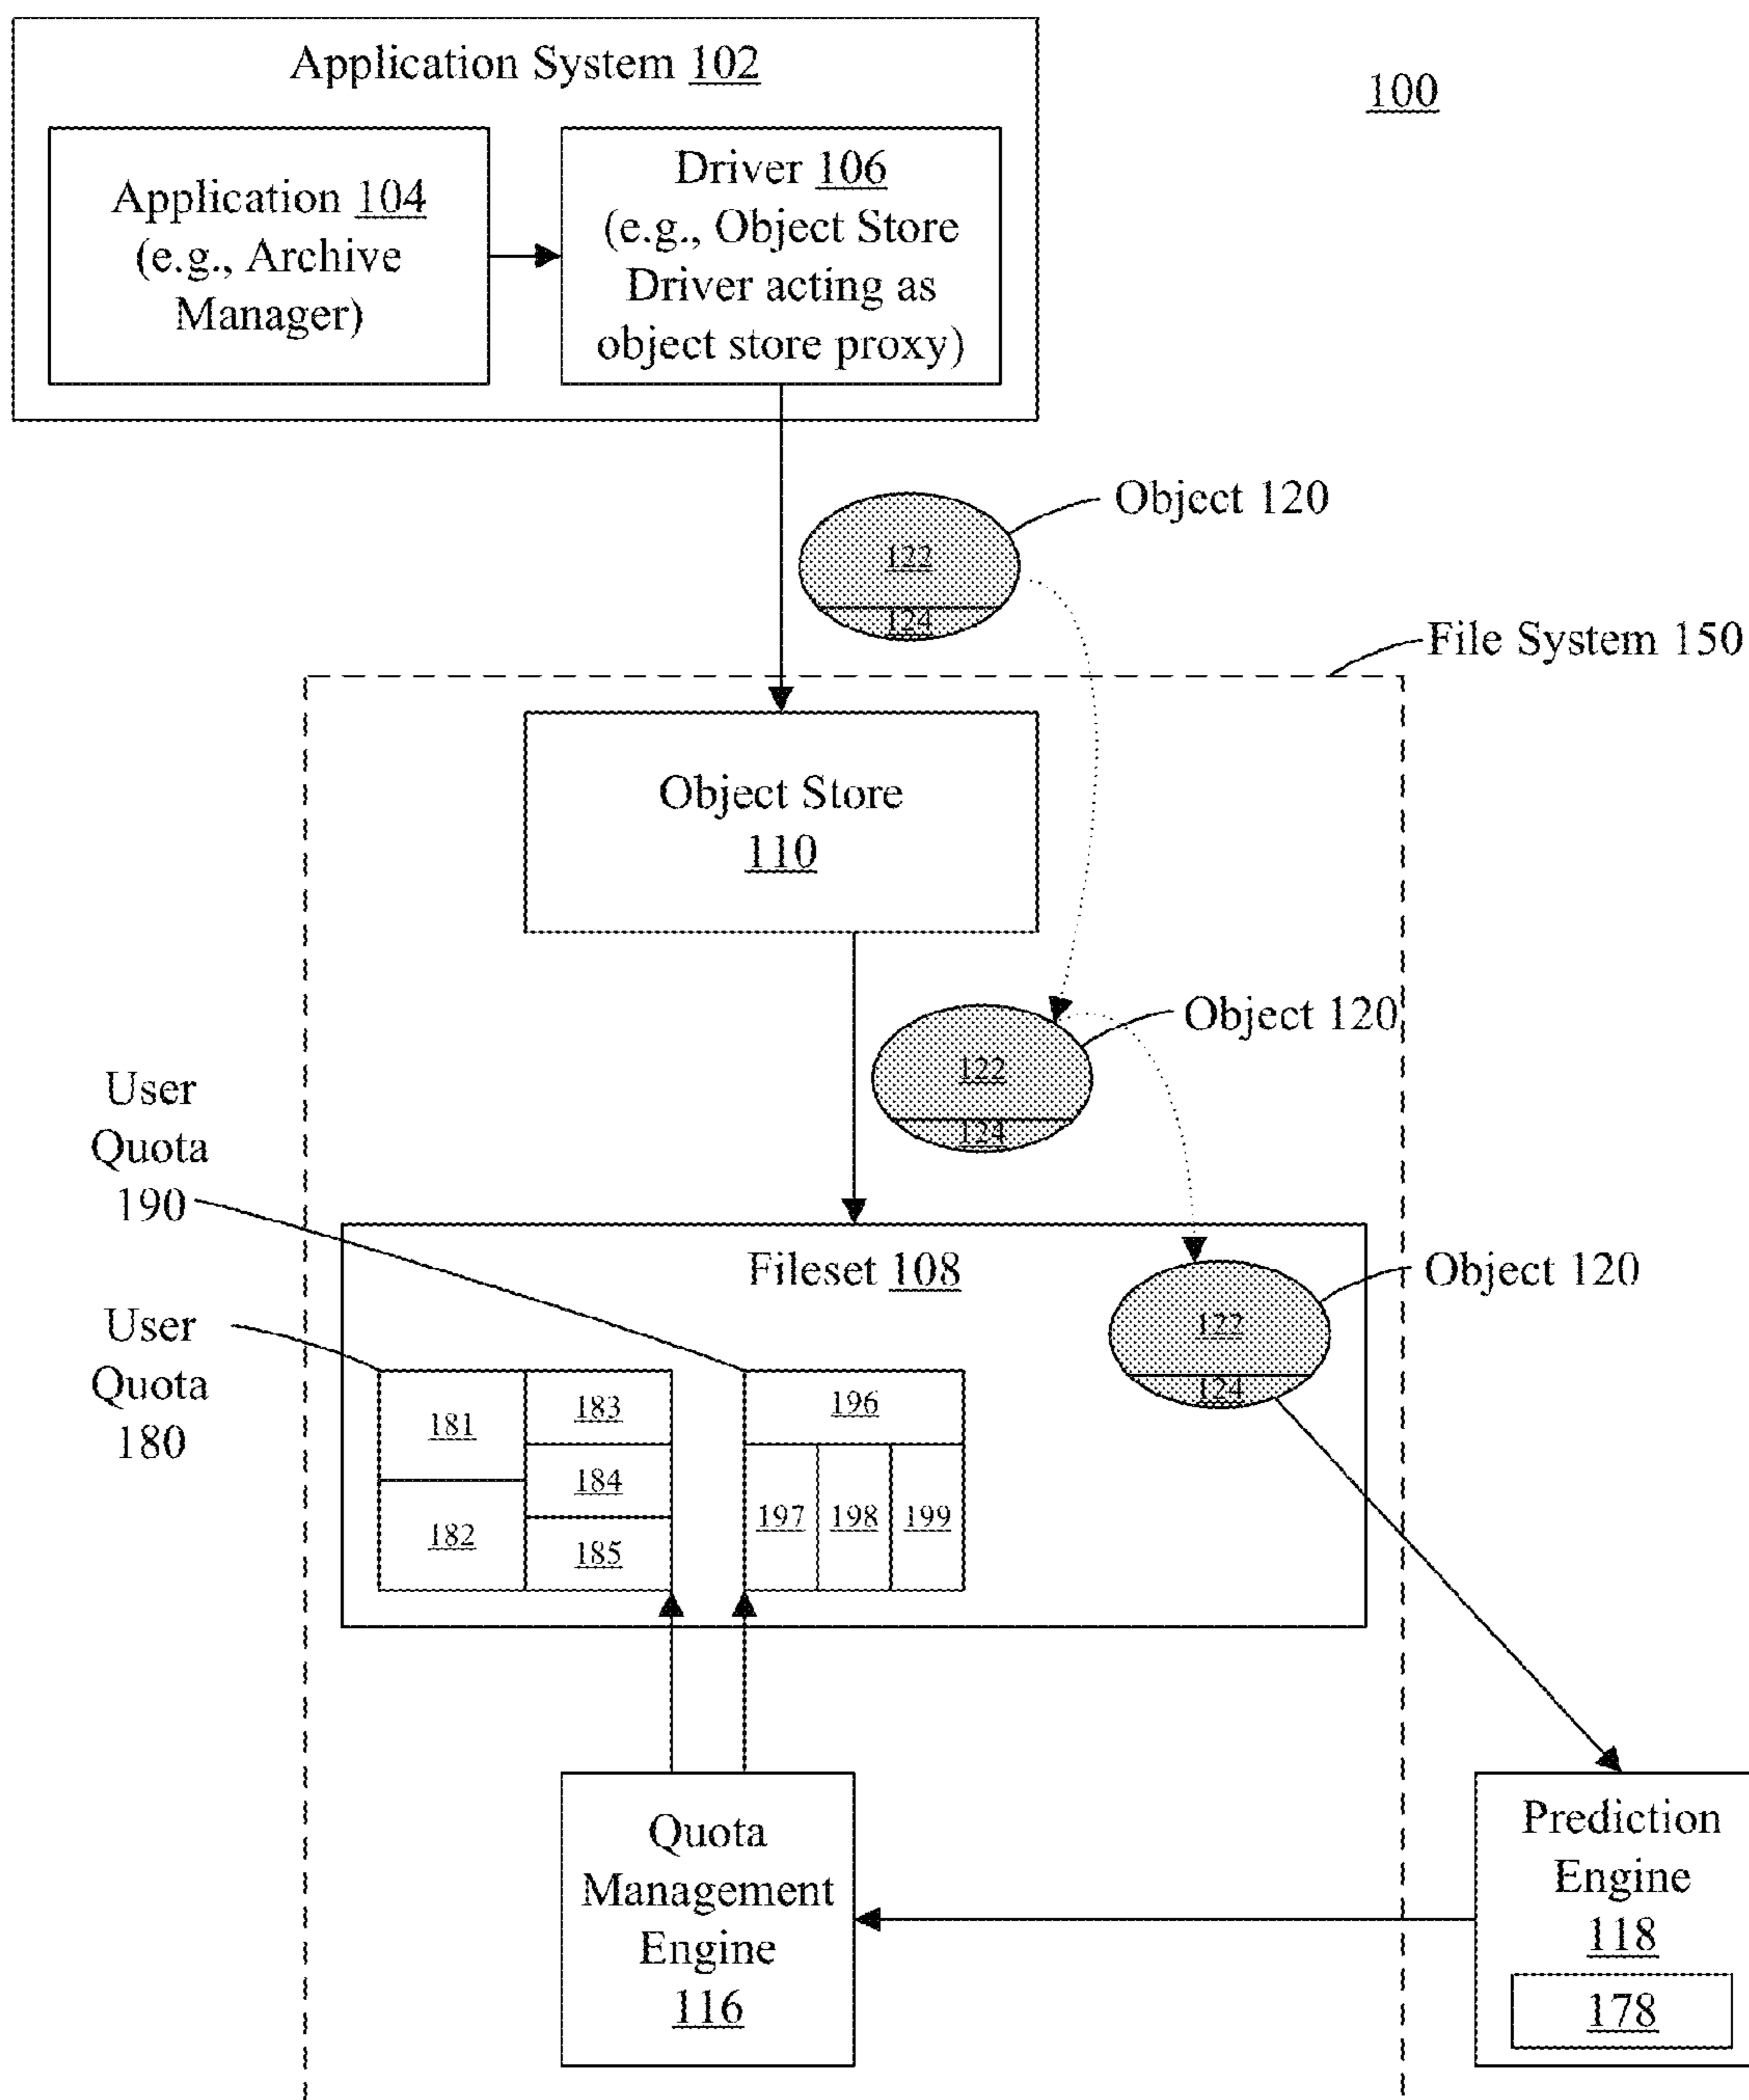 Application System 102
100
Application 104
(e.g., Archive
Manager)
Driver 106
(e.g., Object Store
Driver acting as
object store proxy)
Object 120
122
124
File System 150
Object Store
110
Object 120
122
124
User
Quota
190
Fileset 108
Object 120
122
124
User
Quota
180
181
182
183
184
185
196
197
198
199
Quota
Management
Engine
116
Prediction
Engine
118
178